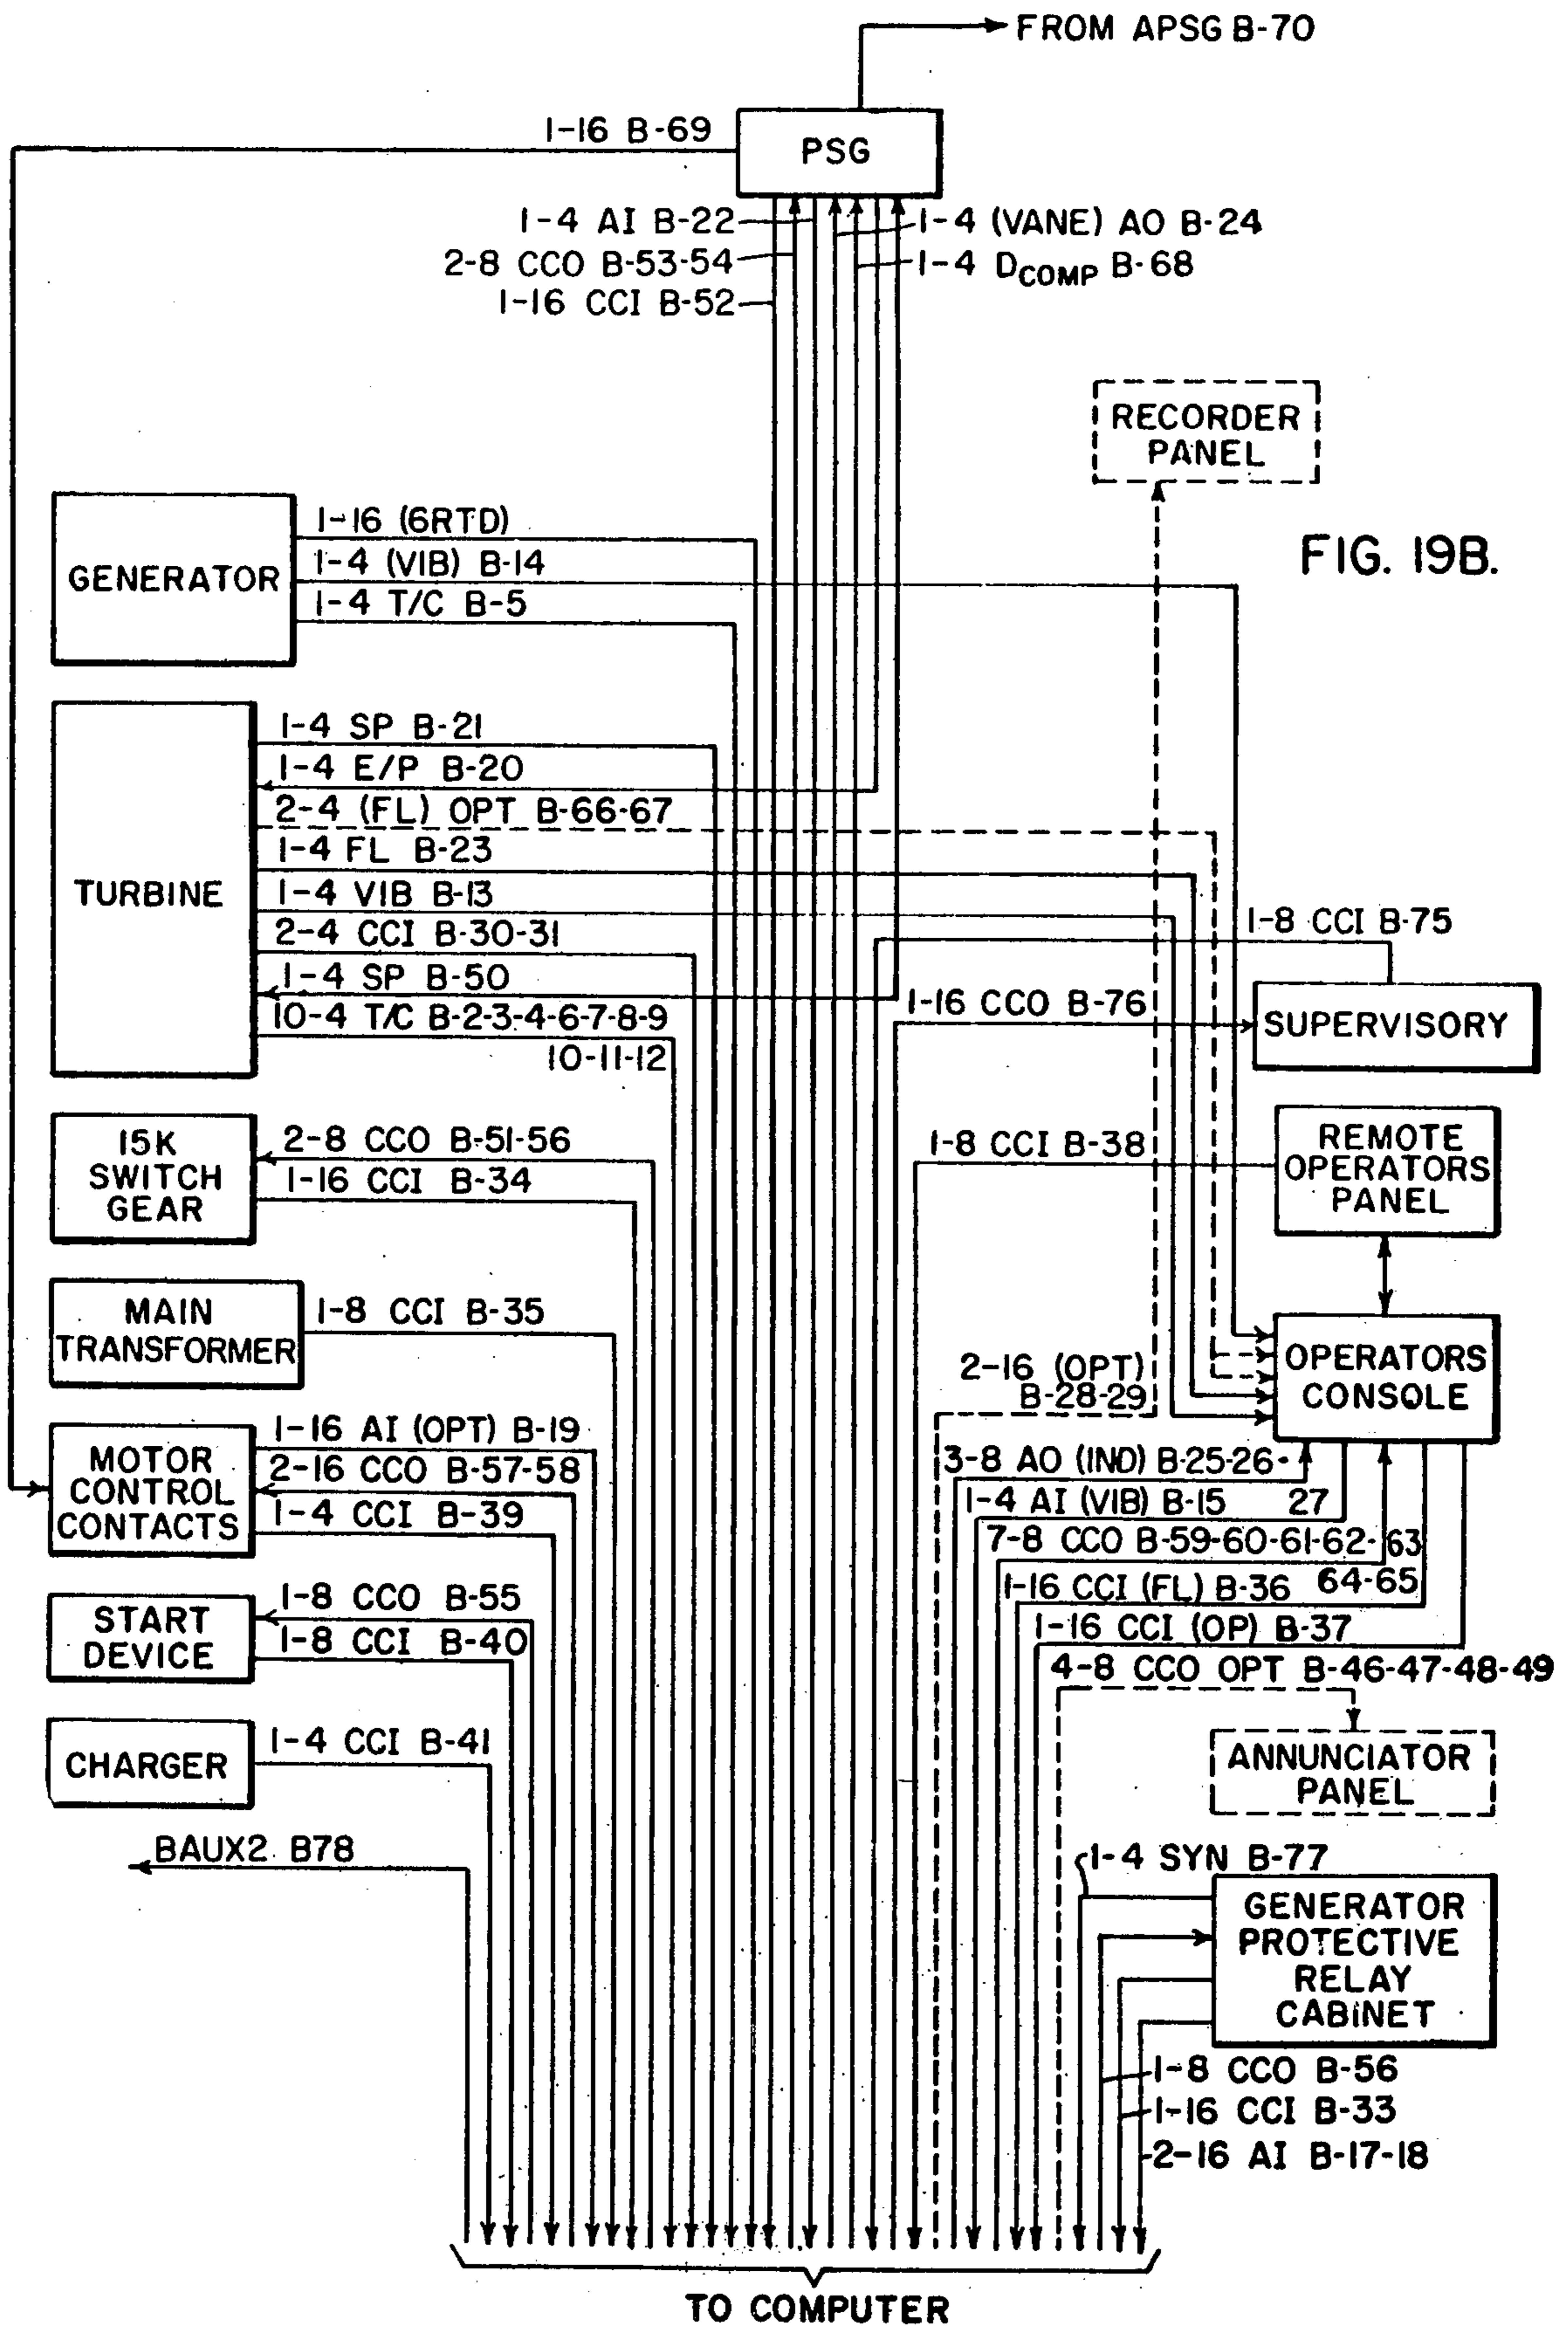 FROM APSG B-70
1-16 B-69
PSG
1-4 AI B-22
1-4 (VANE) AO B-24
2-8 CCO B-53-54
1-4 DCOMP B-68
1-16 CCI B-52
RECORDER
PANEL
FIG. 19B.
GENERATOR
1-16 (6RTD)
1-4 (VIB) B-14
1-4 T/C B-5
TURBINE
1-4 SP B-21
1-4 E/P B-20
2-4 (FL) OPT B-66-67
1-4 FL B-23
1-4 VIB B-13
2-4 CCI B-30-31
1-4 SP B-50
10-4 T/C B-2-3-4-6-7-8-9
10-11-12
1-8 CCI B-75
1-16 CCO B-76
SUPERVISORY
15K
SWITCH
GEAR
2-8 CCO B-51-56
1-16 CCI B-34
1-8 CCI B-38
REMOTE
OPERATORS
PANEL
MAIN
TRANSFORMER
1-8 CCI B-35
2-16 (OPT)
B-28-29
OPERATORS
CONSOLE
MOTOR
CONTROL
CONTACTS
1-16 AI (OPT) B-19
2-16 CCO B-57-58
1-4 CCI B-39
3-8 AO (IND) B-25-26-
27
1-4 AI (VIB) B-15
7-8 CCO B-59-60-61-62-63
64-65
1-16 CCI (FL) B-36
1-16 CCI (OP) B-37
4-8 CCO OPT B-46-47-48-49
START
DEVICE
1-8 CCO B-55
1-8 CCI B-40
CHARGER
1-4 CCI B-41
ANNUNCIATOR
PANEL
BAUX2 B78
1-4 SYN B-77
GENERATOR
PROTECTIVE
RELAY
CABINET
1-8 CCO B-56
1-16 CCI B-33
2-16 AI B-17-18
TO COMPUTER